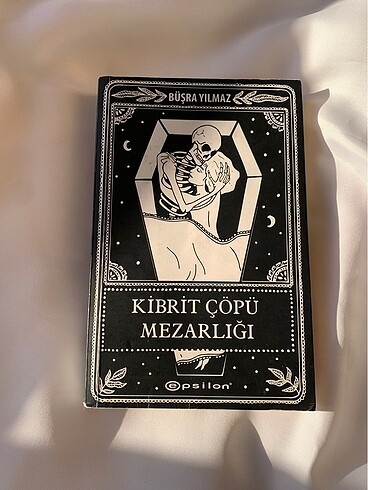 BÜŞRA YILMAZ
KİBRİT ÇÖPÜ
MEZARLIĞI
epsilon